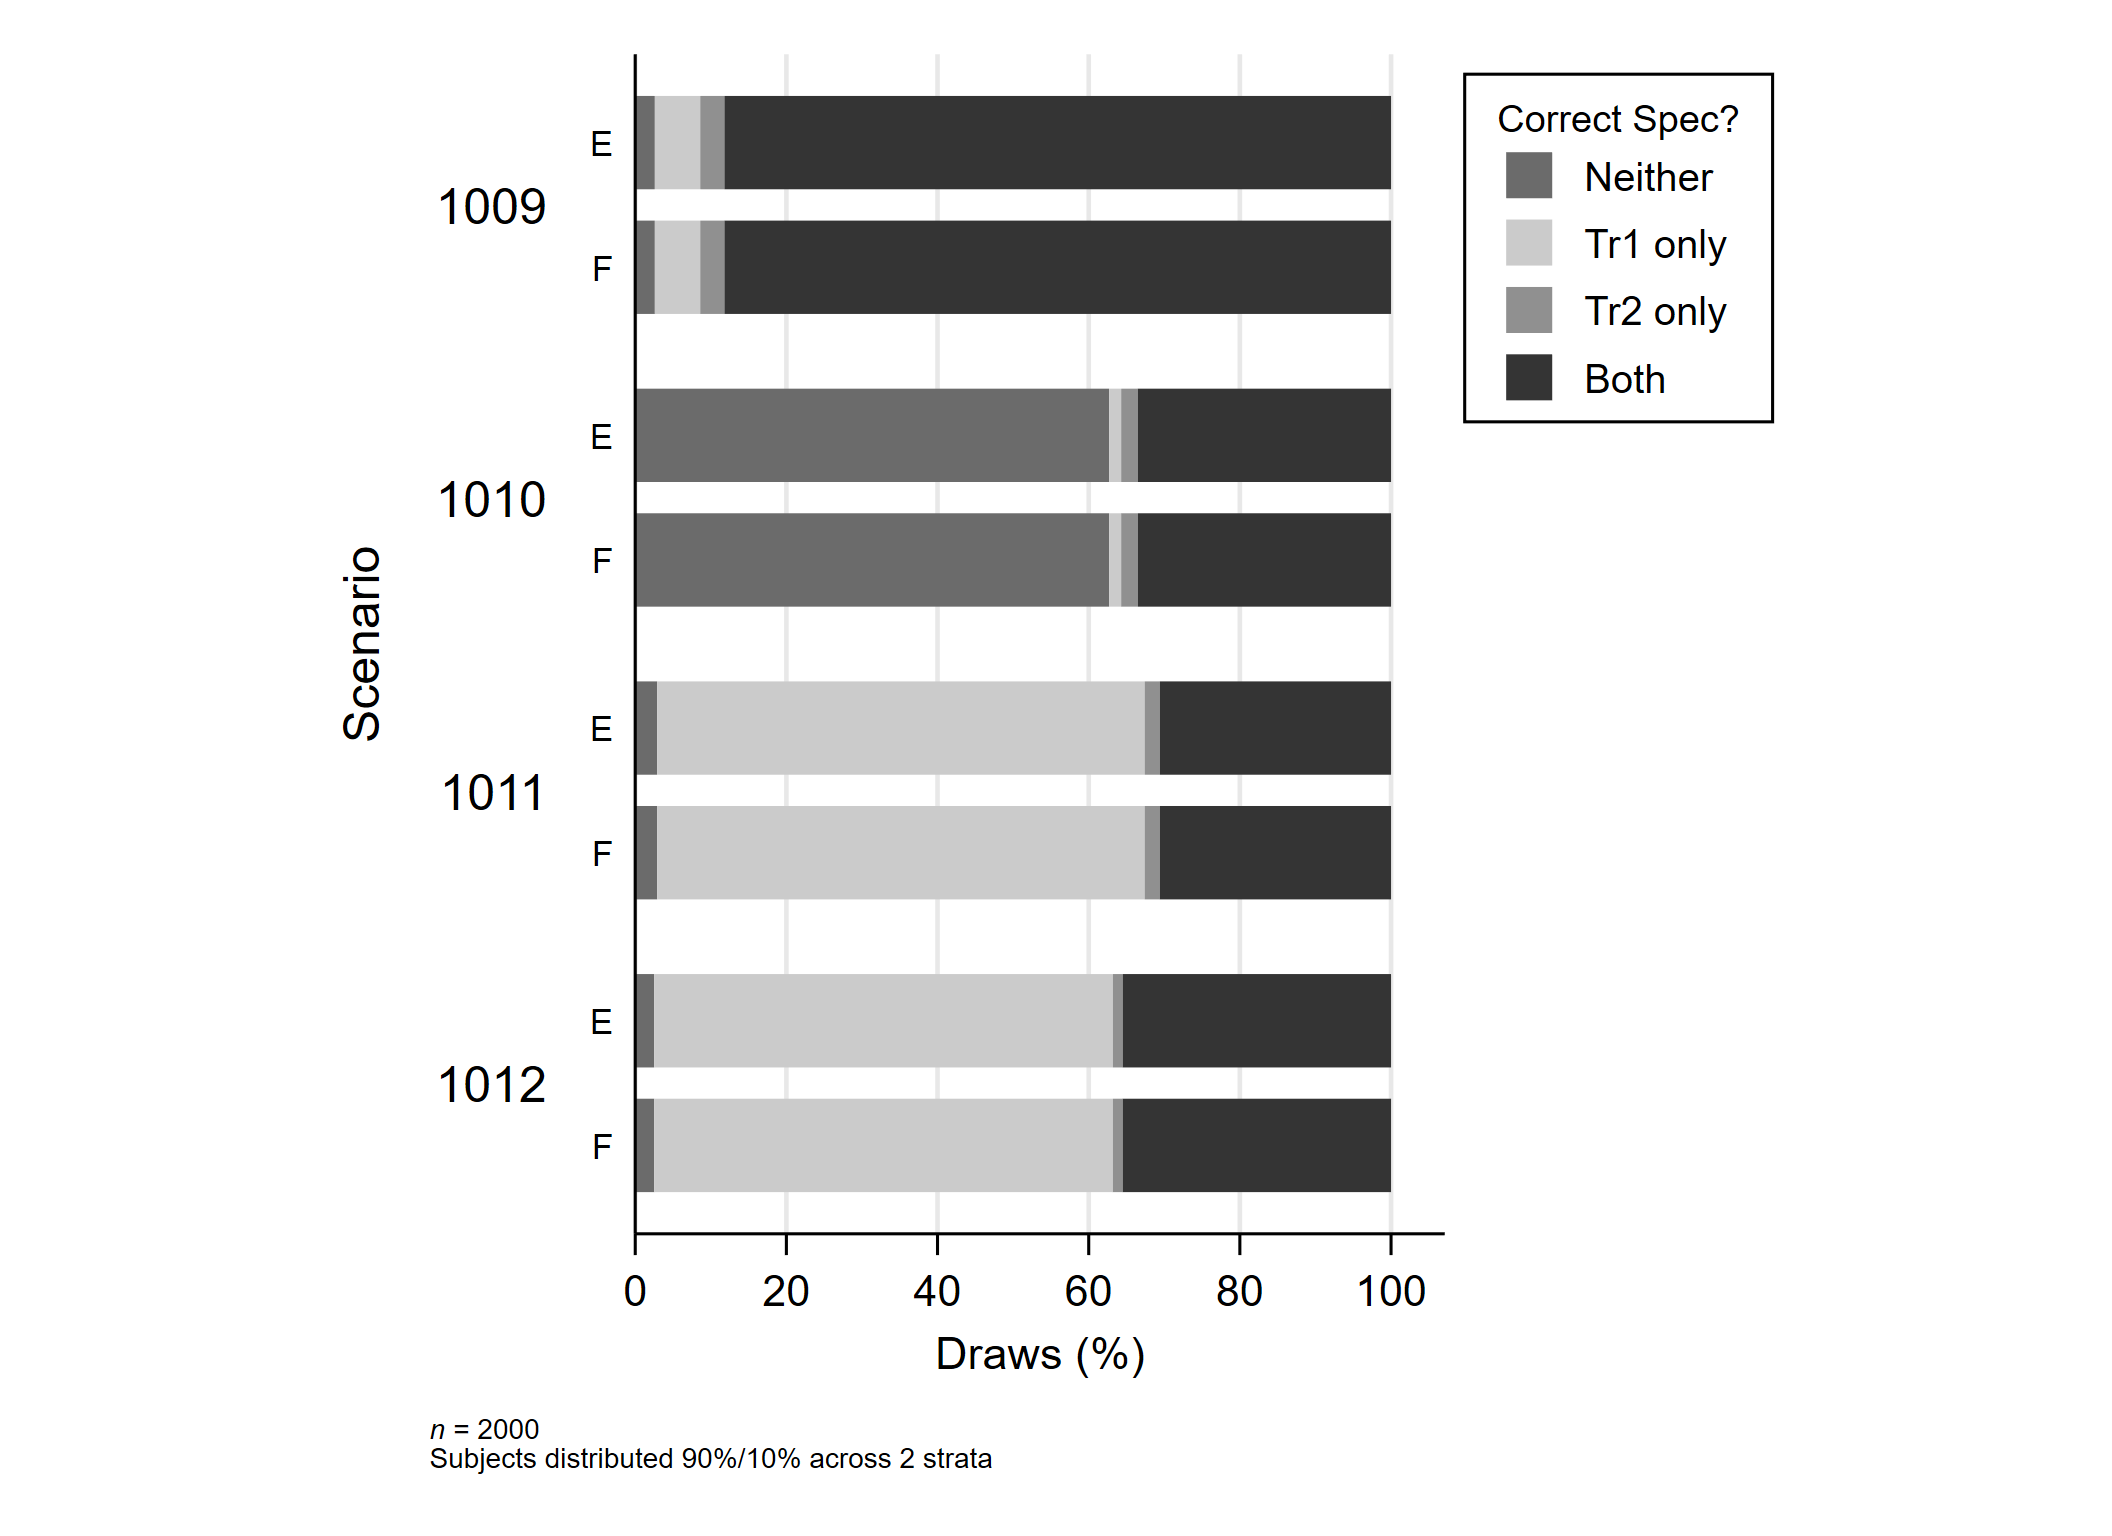 Correct Spec?
Neither
Tr1 only
Tr2 only
Both
Scenario
1009
E
F
1010
E
F
1011
E
F
1012
E
F
0 20 40 60 80 100
Draws (%)
n = 2000
Subjects distributed 90%/10% across 2 strata